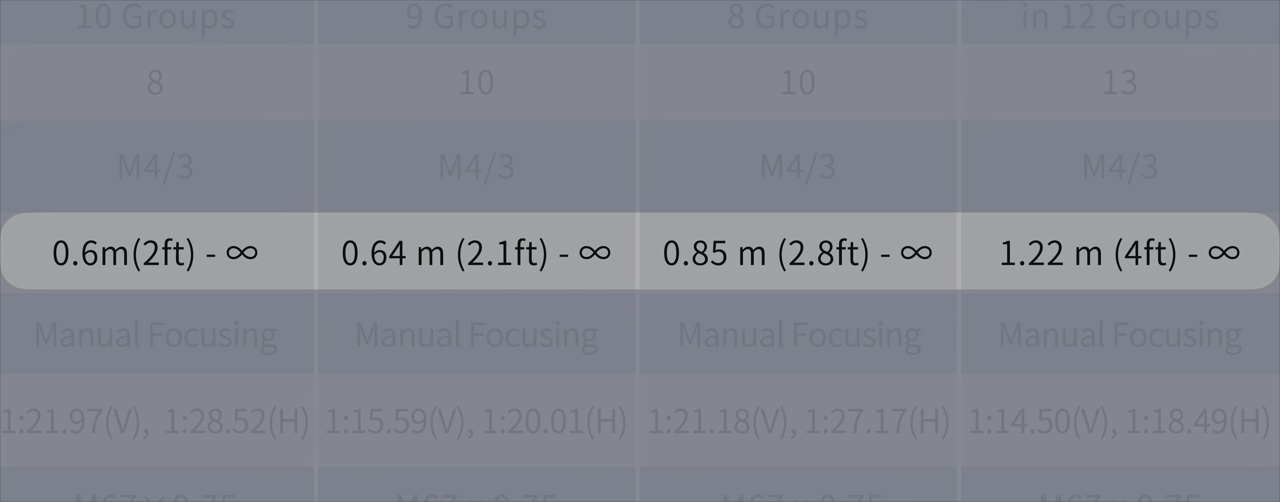 10 Groups 9 Groups 8 Groups in 12 Groups
8 10 10 13
M4/3 M4/3 M4/3 M4/3
0.6m(2ft) - ∞ 0.64 m (2.1ft) - ∞ 0.85 m (2.8ft) - ∞ 1.22 m (4ft) - ∞
Manual Focusing Manual Focusing Manual Focusing Manual Focusing
1:21.97(V), 1:28.52(H) 1:15.59(V), 1:20.01(H) 1:21.18(V), 1:27.17(H) 1:14.50(V), 1:18.49(H)